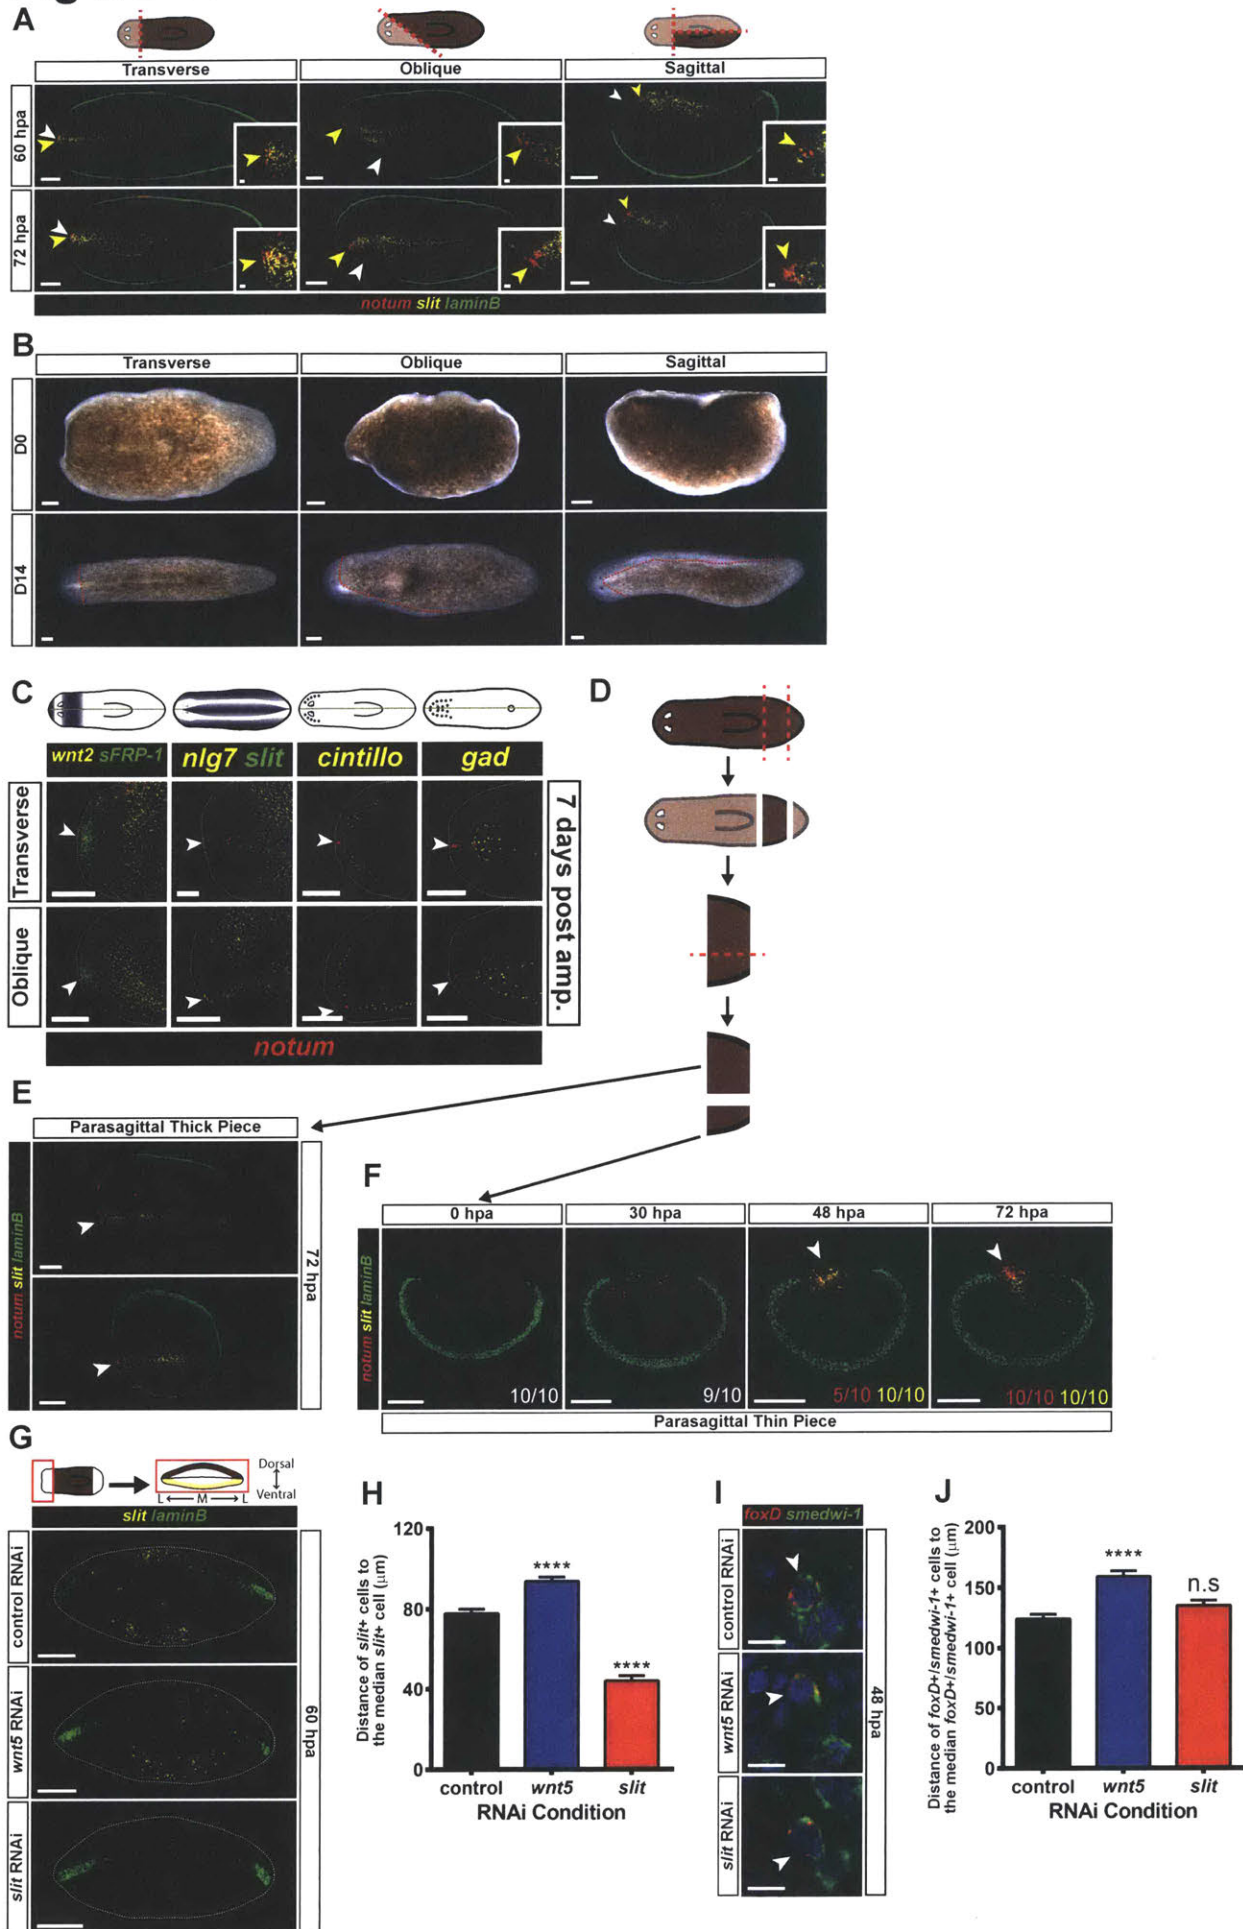 A
Transverse Oblique Sagittal
60 hpa
72 hpa
notum slit laminB
B
Transverse Oblique Sagittal
D0
D14
C
D
wnt2 sFRP-1 nlg7 slit cintillo gad
Transverse
Oblique
7 days post amp.
notum
E
Parasagittal Thick Piece
notum slit laminB
72 hpa
F
0 hpa 30 hpa 48 hpa 72 hpa
notum slit laminB
10/10 9/10 5/10 10/10 10/10 10/10
Parasagittal Thin Piece
G
Dorsal
Ventral
L M L
slit laminB
control RNAi
wnt5 RNAi
slit RNAi
60 hpa
H
Distance of slit+ cells to
the median slit+ cell (μm)
120
80
40
0
****
****
control wnt5 slit
RNAi Condition
I
foxD smedwi-1
control RNAi
wnt5 RNAi
slit RNAi
48 hpa
J
Distance of foxD+/smedwi-1+ cells to
the median foxD+/smedwi-1+ cell (μm)
200
150
100
50
0
****
n.s
control wnt5 slit
RNAi Condition